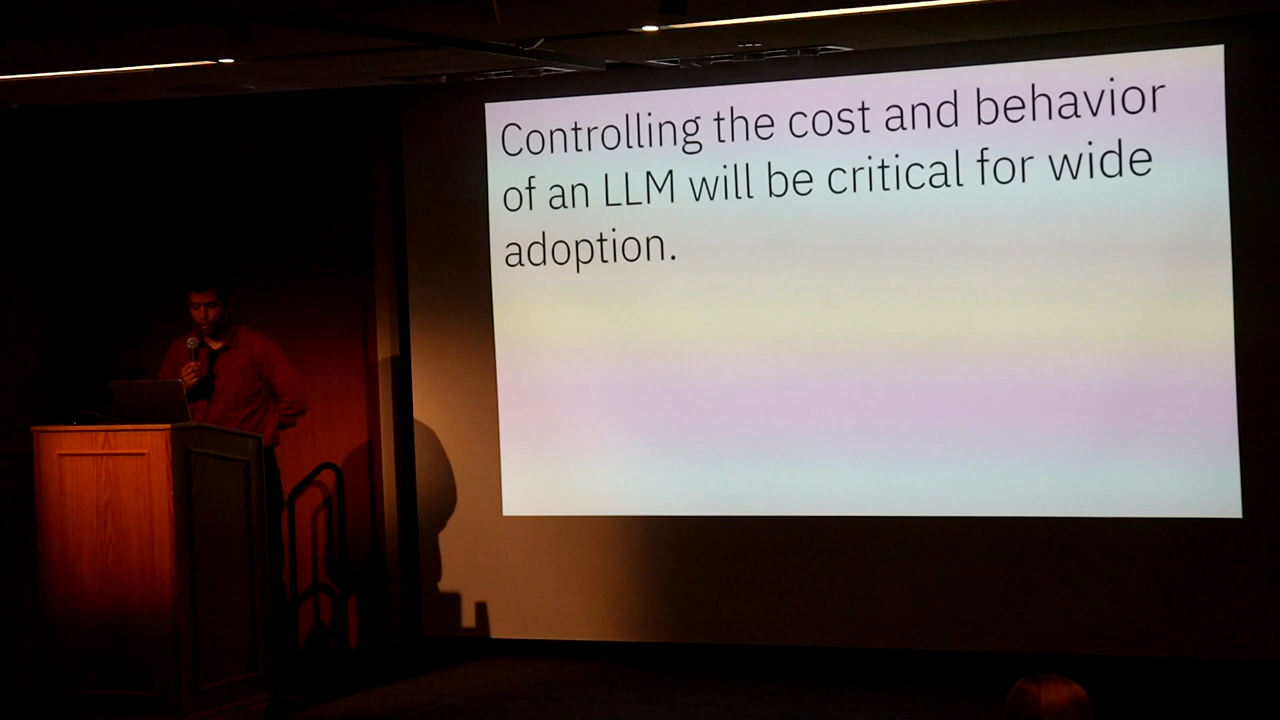 Controlling the cost and behavior
of an LLM will be critical for wide
adoption.